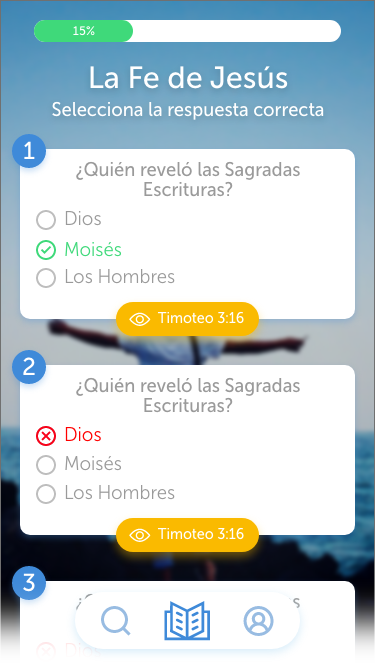 15%
La Fe de Jesús
Selecciona la respuesta correcta
1
¿Quién reveló las Sagradas
Escrituras?
Dios
Moisés
Los Hombres
Timoteo 3:16
2
¿Quién reveló las Sagradas
Escrituras?
Dios
Moisés
Los Hombres
Timoteo 3:16
3